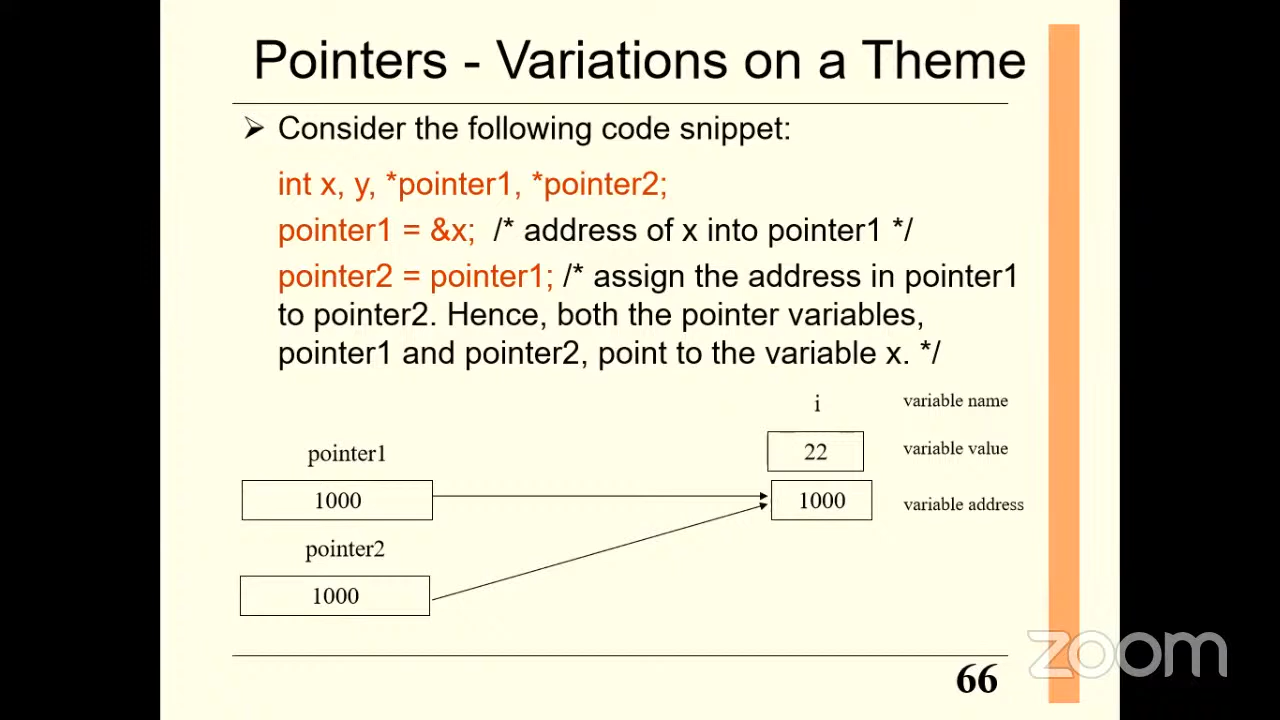 Pointers - Variations on a Theme
➢ Consider the following code snippet:
int x, y, *pointer1, *pointer2;
pointer1 = &x; /* address of x into pointer1 */
pointer2 = pointer1; /* assign the address in pointer1
to pointer2. Hence, both the pointer variables,
pointer1 and pointer2, point to the variable x. */
i variable name
pointer1
22 variable value
1000
1000 variable address
pointer2
1000
zoom
66